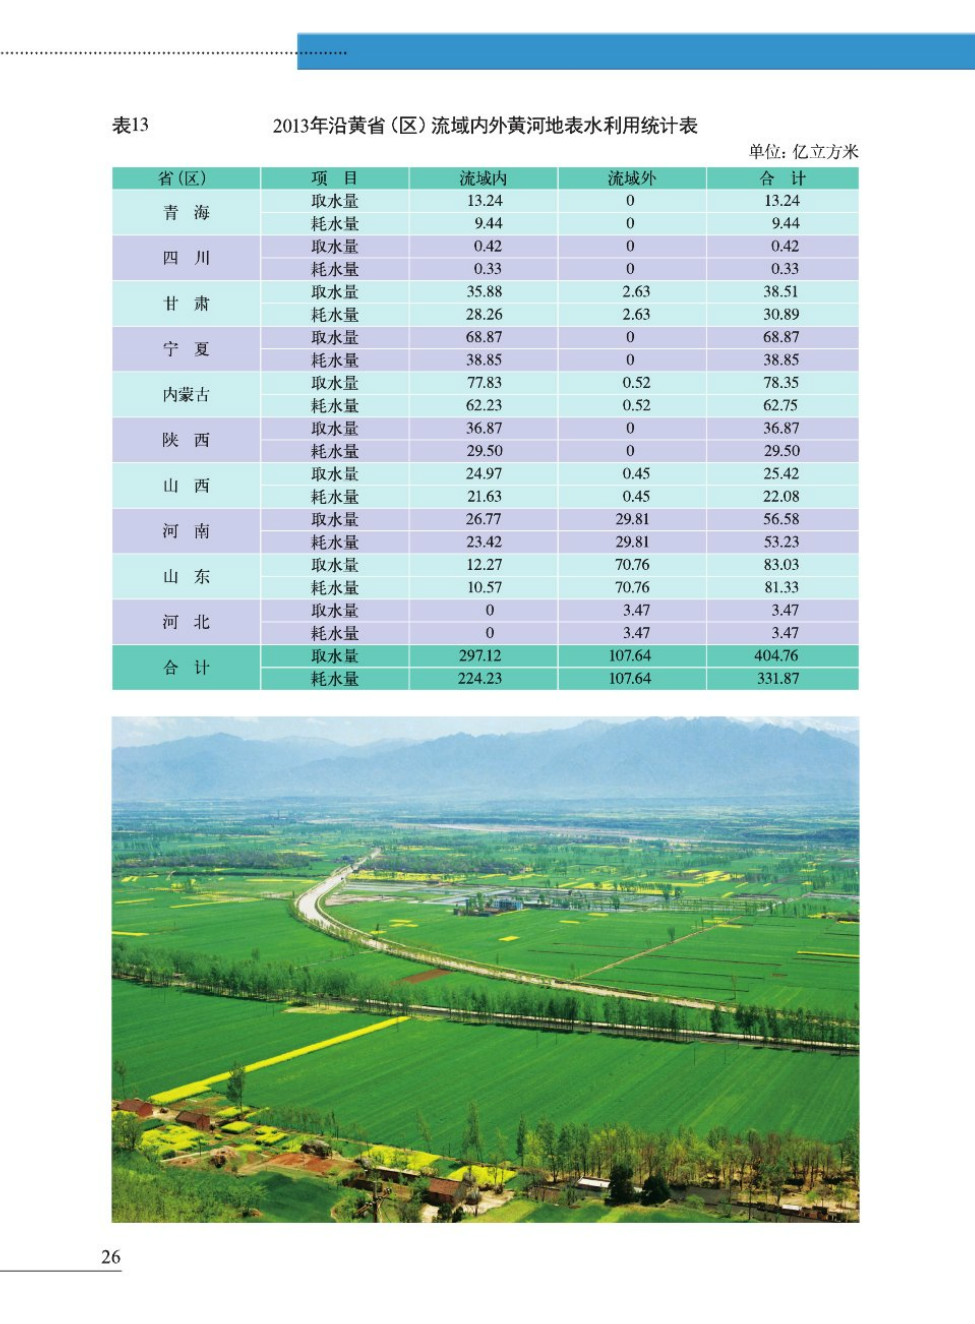 表13 2013年沿黄省（区）流域内外黄河地表水利用统计表
单位：亿立方米
省（区） 项 目 流域内 流域外 合 计
青 海 取水量 13.24 0 13.24
耗水量 9.44 0 9.44
四 川 取水量 0.42 0 0.42
耗水量 0.33 0 0.33
甘 肃 取水量 35.88 2.63 38.51
耗水量 28.26 2.63 30.89
宁 夏 取水量 68.87 0 68.87
耗水量 38.85 0 38.85
内蒙古 取水量 77.83 0.52 78.35
耗水量 62.23 0.52 62.75
陕 西 取水量 36.87 0 36.87
耗水量 29.50 0 29.50
山 西 取水量 24.97 0.45 25.42
耗水量 21.63 0.45 22.08
河 南 取水量 26.77 29.81 56.58
耗水量 23.42 29.81 53.23
山 东 取水量 12.27 70.76 83.03
耗水量 10.57 70.76 81.33
河 北 取水量 0 3.47 3.47
耗水量 0 3.47 3.47
合 计 取水量 297.12 107.64 404.76
耗水量 224.23 107.64 331.87
26